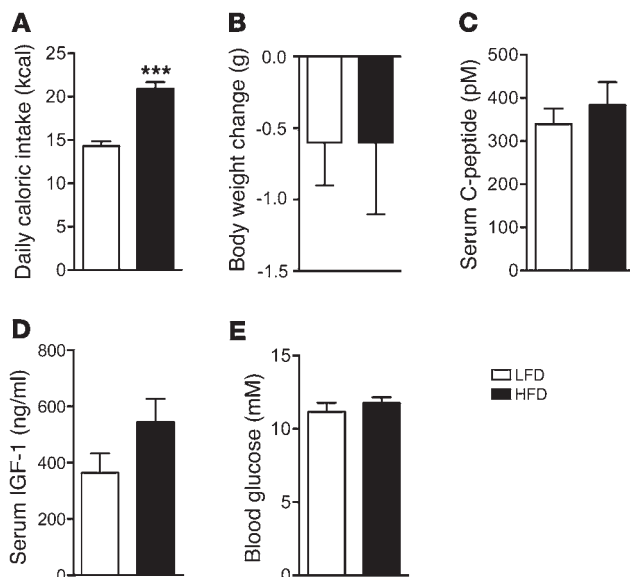 A
Daily caloric intake (kcal)
25
20
15
10
5
0
***
B
Body weight change (g)
0.0
-0.5
-1.0
-1.5
C
Serum C-peptide (pM)
500
400
300
200
100
0
D
Serum IGF-1 (ng/ml)
800
600
400
200
0
E
Blood glucose (mM)
15
10
5
0
LFD
HFD